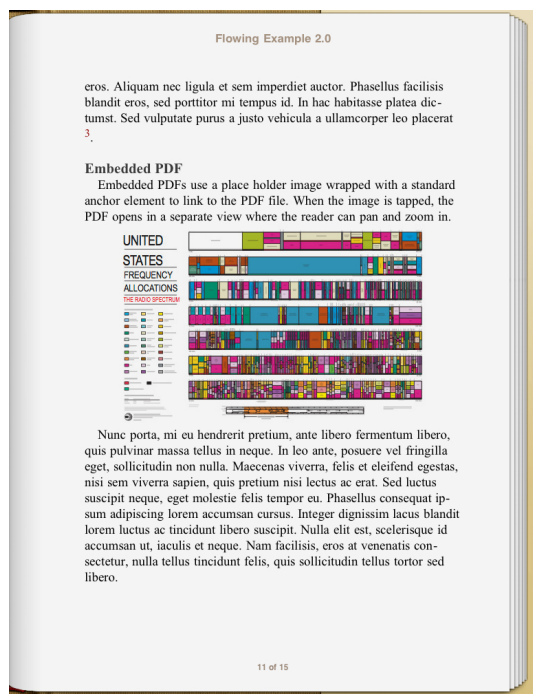 Flowing Example 2.0
eros. Aliquam nec ligula et sem imperdiet auctor. Phasellus facilisis
blandit eros, sed porttitor mi tempus id. In hac habitasse platea dic-
tumst. Sed vulputate purus a justo vehicula a ullamcorper leo placerat
3.
Embedded PDF
Embedded PDFs use a place holder image wrapped with a standard
anchor element to link to the PDF file. When the image is tapped, the
PDF opens in a separate view where the reader can pan and zoom in.
UNITED
STATES
FREQUENCY
ALLOCATIONS
THE RADIO SPECTRUM
Nunc porta, mi eu hendrerit pretium, ante libero fermentum libero,
quis pulvinar massa tellus in neque. In leo ante, posuere vel fringilla
eget, sollicitudin non nulla. Maecenas viverra, felis et eleifend egestas,
nisi sem viverra sapien, quis pretium nisi lectus ac erat. Sed luctus
suscipit neque, eget molestie felis tempor eu. Phasellus consequat ip-
sum adipiscing lorem accumsan cursus. Integer dignissim lacus blandit
lorem luctus ac tincidunt libero suscipit. Nulla elit est, scelerisque id
accumsan ut, iaculis et neque. Nam facilisis, eros at venenatis con-
sectetur, nulla tellus tincidunt felis, quis sollicitudin tellus tortor sed
libero.
11 of 15